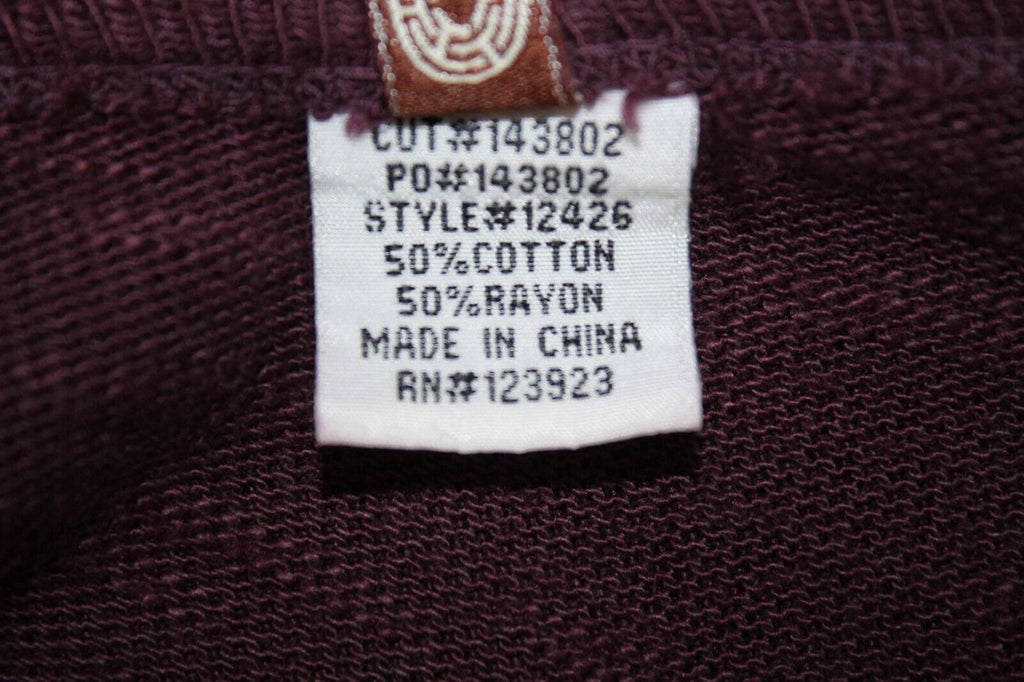 CUT#143802
PO#143802
STYLE#12426
50%COTTON
50%RAYON
MADE IN CHINA
RN#123923